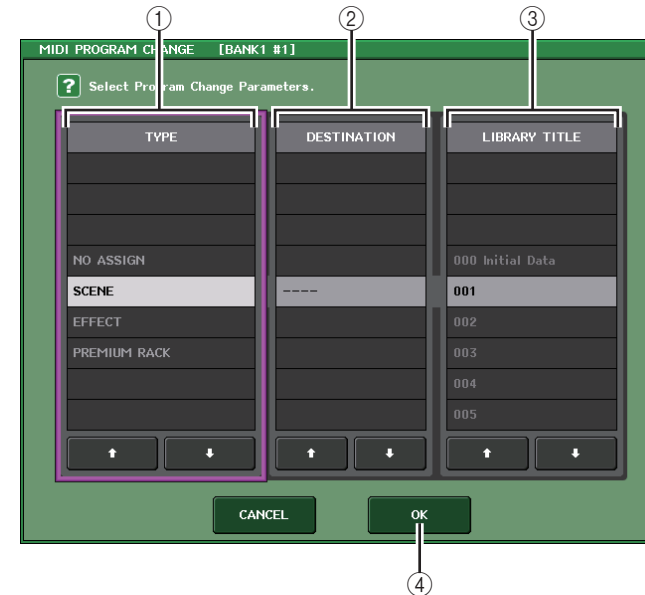 ① ② ③
MIDI PROGRAM CHANGE [BANK1 #1]
? Select Program Change Parameters.
TYPE DESTINATION LIBRARY TITLE
NO ASSIGN 000 Initial Data
SCENE ---- 001
EFFECT 002
PREMIUM RACK 003
004
005
CANCEL OK
④